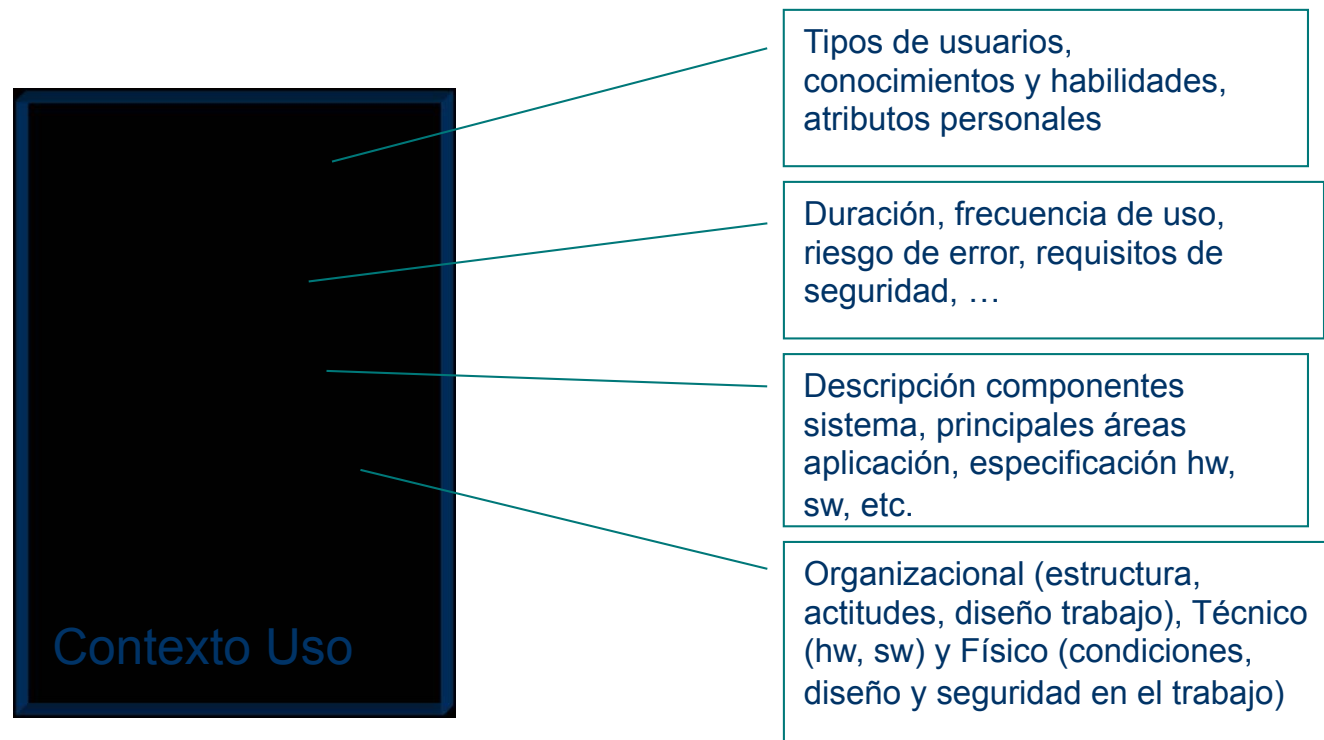 Tipos de usuarios,
conocimientos y habilidades,
atributos personales
Duración, frecuencia de uso,
riesgo de error, requisitos de
seguridad, …
Descripción componentes
sistema, principales áreas
aplicación, especificación hw,
sw, etc.
Organizacional (estructura,
actitudes, diseño trabajo), Técnico
(hw, sw) y Físico (condiciones,
diseño y seguridad en el trabajo)
Contexto Uso